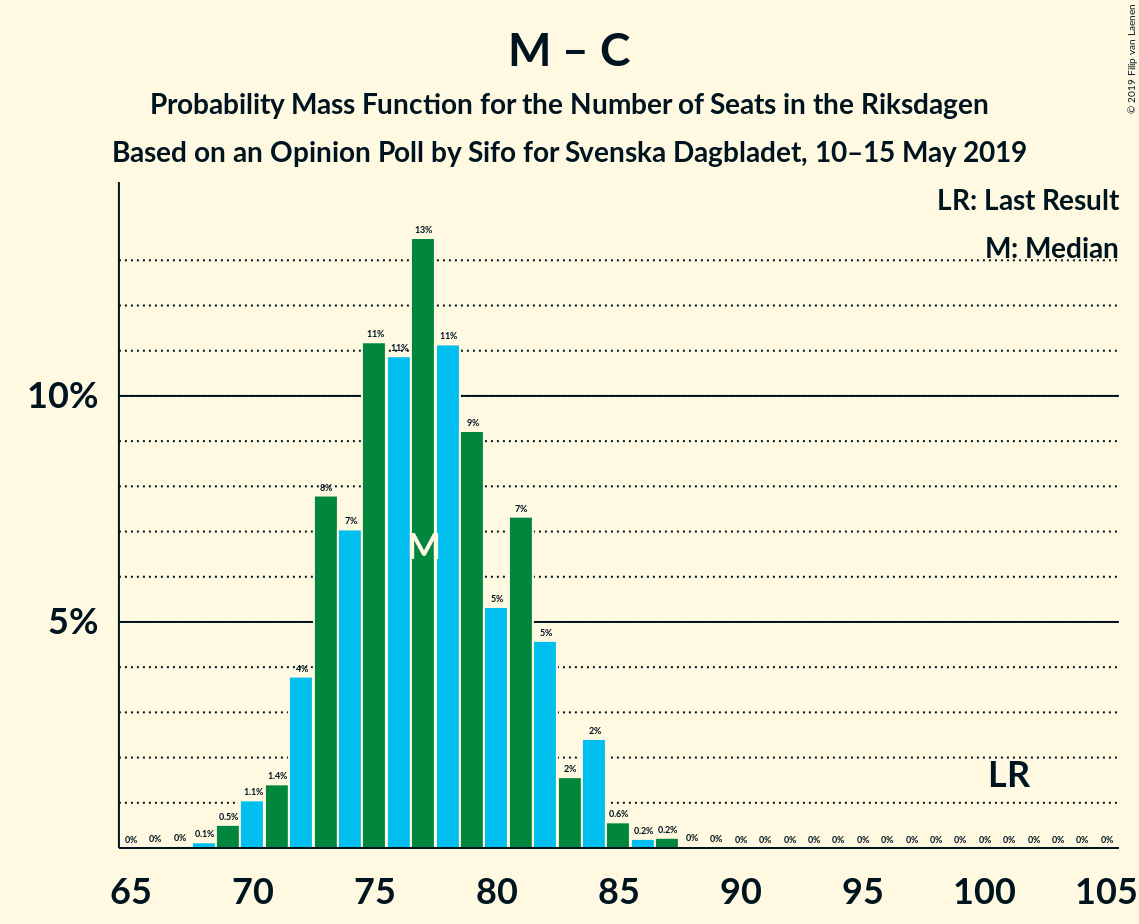 M – C
Probability Mass Function for the Number of Seats in the Riksdagen
Based on an Opinion Poll by Sifo for Svenska Dagbladet, 10–15 May 2019
© 2019 Filip van Laenen
LR: Last Result
M: Median
10%
5%
0% 0% 0% 0.1% 0.5% 1.1% 1.4% 4% 8% 7% 11% 11% 13% 11% 9% 5% 7% 5% 2% 2% 0.6% 0.2% 0.2% 0% 0% 0% 0% 0% 0% 0% 0% 0% 0% 0% 0% 0% 0% 0% 0% 0% 0%
M
LR
65 70 75 80 85 90 95 100 105